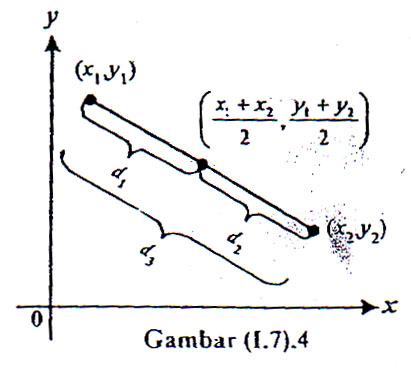 y
(x₁,y₁)
((x₁ + x₂)/2 , (y₁ + y₂)/2)
d₁
d₂
(x₂,y₂)
d₃
0
x
Gambar (I.7).4